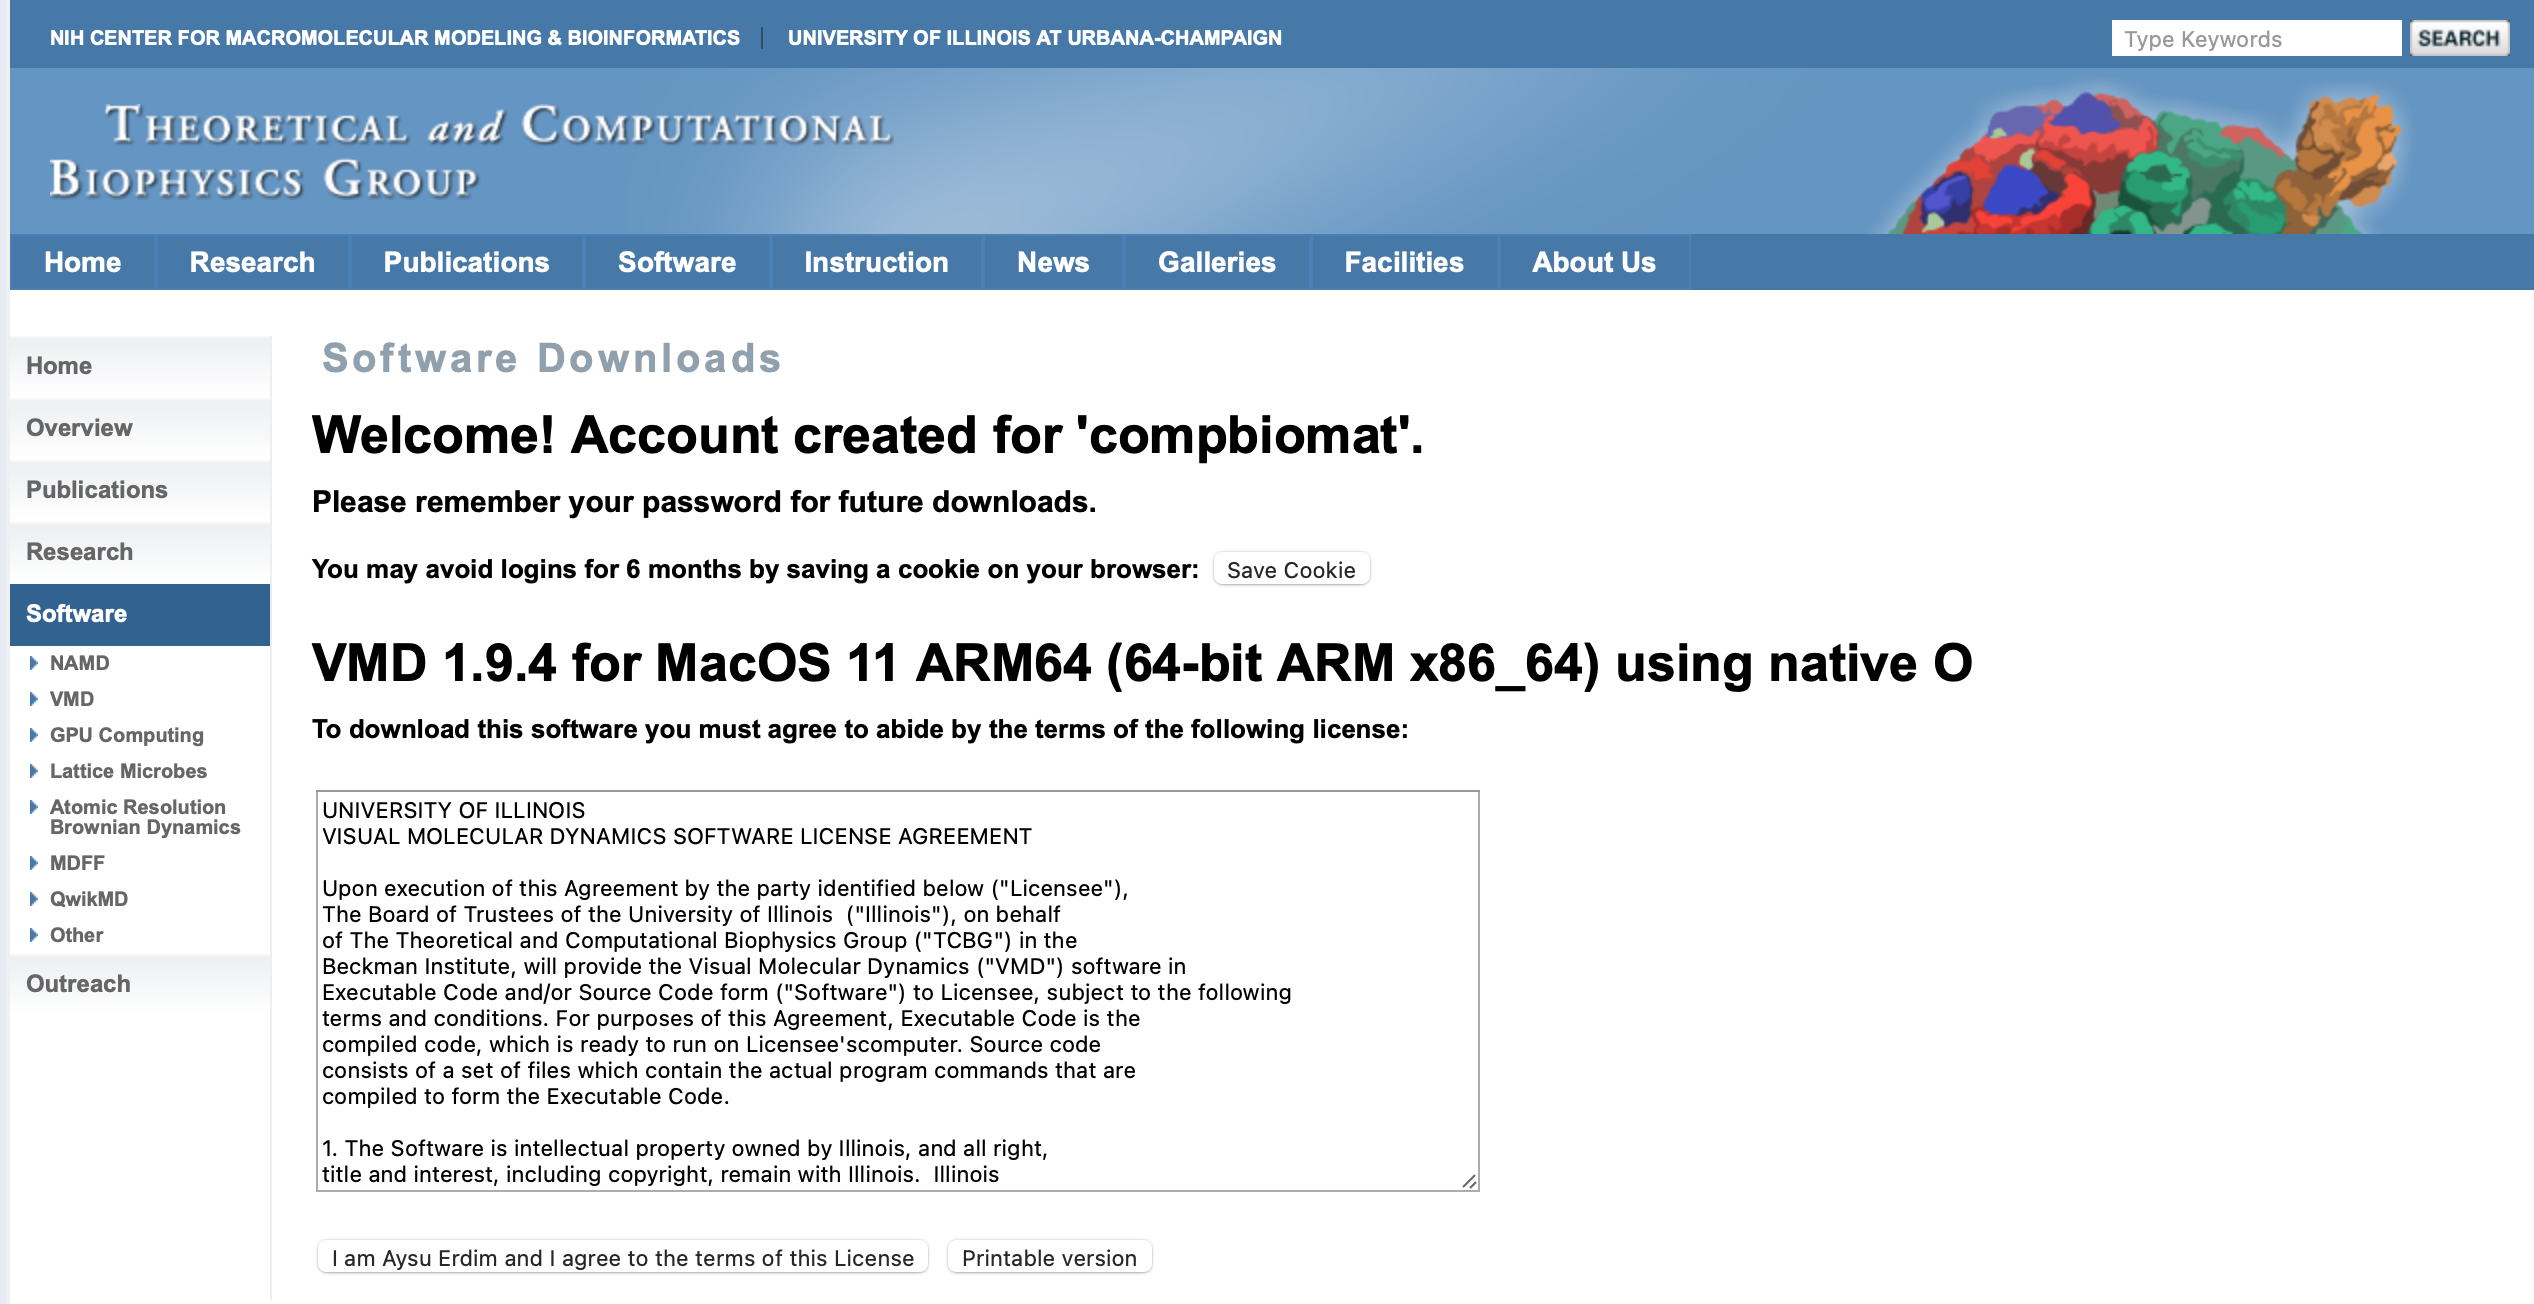 NIH CENTER FOR MACROMOLECULAR MODELING & BIOINFORMATICS
UNIVERSITY OF ILLINOIS AT URBANA-CHAMPAIGN
Type Keywords
SEARCH
THEORETICAL and COMPUTATIONAL
BIOPHYSICS GROUP
Home
Research
Publications
Software
Instruction
News
Galleries
Facilities
About Us
Home
Overview
Publications
Research
Software
NAMD
VMD
GPU Computing
Lattice Microbes
Atomic Resolution
Brownian Dynamics
MDFF
QwikMD
Other
Outreach
Software Downloads
Welcome! Account created for 'compbiomat'.
Please remember your password for future downloads.
You may avoid logins for 6 months by saving a cookie on your browser: Save Cookie
VMD 1.9.4 for MacOS 11 ARM64 (64-bit ARM x86_64) using native O
To download this software you must agree to abide by the terms of the following license:
UNIVERSITY OF ILLINOIS
VISUAL MOLECULAR DYNAMICS SOFTWARE LICENSE AGREEMENT
Upon execution of this Agreement by the party identified below ("Licensee"),
The Board of Trustees of the University of Illinois  ("Illinois"), on behalf
of The Theoretical and Computational Biophysics Group ("TCBG") in the
Beckman Institute, will provide the Visual Molecular Dynamics ("VMD") software in
Executable Code and/or Source Code form ("Software") to Licensee, subject to the following
terms and conditions. For purposes of this Agreement, Executable Code is the
compiled code, which is ready to run on Licensee'scomputer. Source code
consists of a set of files which contain the actual program commands that are
compiled to form the Executable Code.
1. The Software is intellectual property owned by Illinois, and all right,
title and interest, including copyright, remain with Illinois.  Illinois
I am Aysu Erdim and I agree to the terms of this License
Printable version